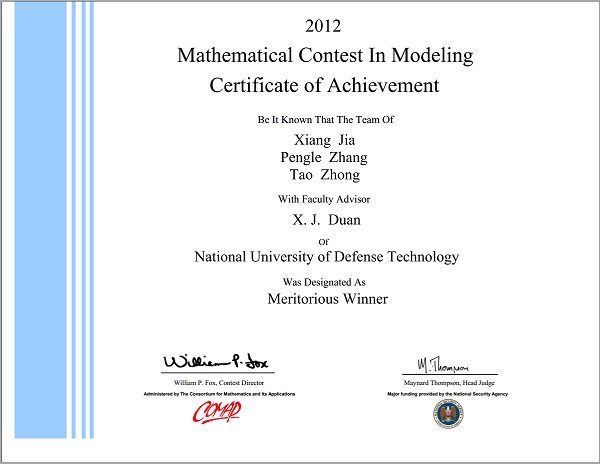 2012
Mathematical Contest In Modeling
Certificate of Achievement
Be It Known That The Team Of
Xiang Jia
Pengle Zhang
Tao Zhong
With Faculty Advisor
X. J. Duan
Of
National University of Defense Technology
Was Designated As
Meritorious Winner
William P. Fox
M. Thompson
William P. Fox, Contest Director
Maynard Thompson, Head Judge
Administered by The Consortium for Mathematics and Its Applications
Major funding provided by the National Security Agency
COMAP